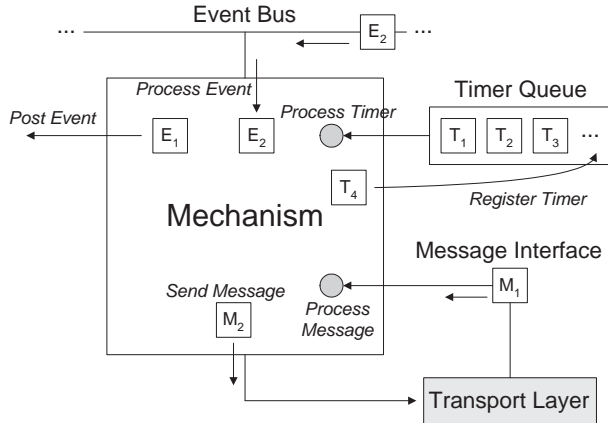 Event Bus
... E2 ...
Process Event
Process Timer
Timer Queue
Post Event
E1
E2
T1 T2 T3 ...
T4
Register Timer
Mechanism
Message Interface
Send Message
Process
Message
M1
M2
Transport Layer